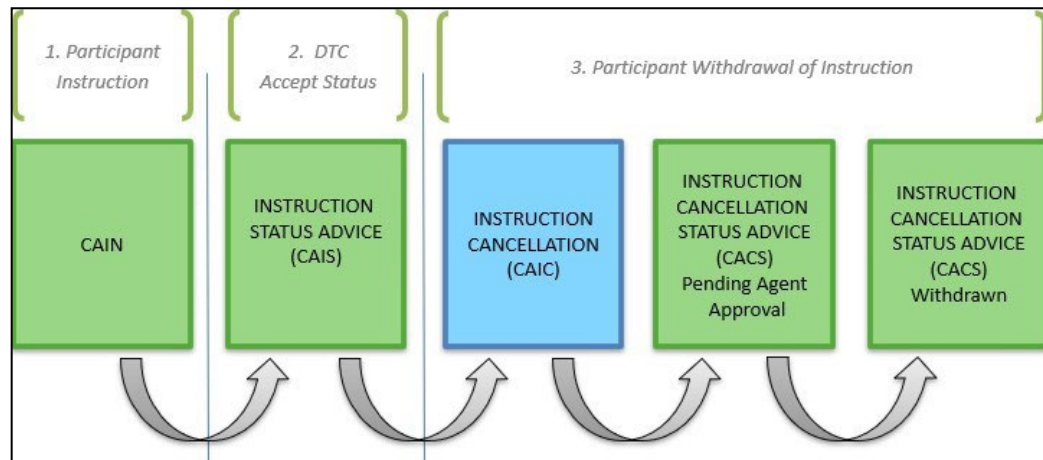 1. Participant
Instruction
2. DTC
Accept Status
3. Participant Withdrawal of Instruction
CAIN
INSTRUCTION
STATUS ADVICE
(CAIS)
INSTRUCTION
CANCELLATION
(CAIC)
INSTRUCTION
CANCELLATION
STATUS ADVICE
(CACS)
Pending Agent
Approval
INSTRUCTION
CANCELLATION
STATUS ADVICE
(CACS)
Withdrawn